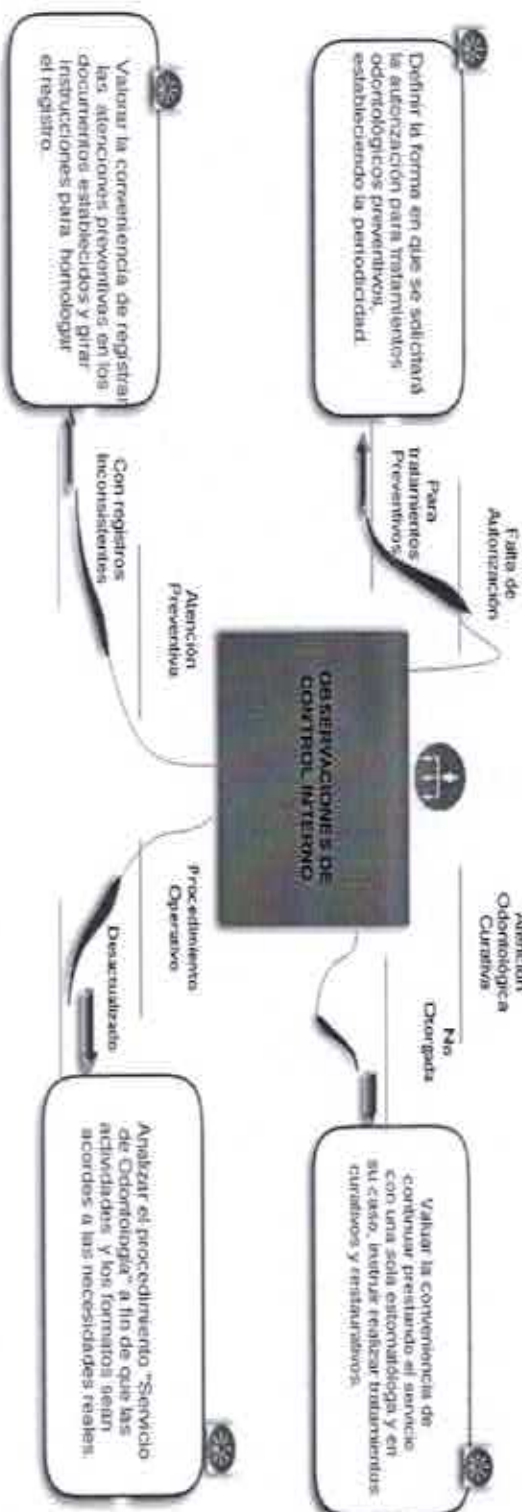 Falta de
Autorización
Para
tratamientos
Preventivos
Definir la forma en que se solicitará
la autorización para tratamientos
odontológicos preventivos,
estableciendo la periodicidad.
Atención
Odontológica
Curativa
No
Otorgada
Valuar la conveniencia de
continuar prestando el servicio
con una sola estomatóloga y en
su caso, instruir realizar tratamientos
curativos y restaurativos.
OBSERVACIONES DE
CONTROL INTERNO
Atención
Preventiva
Con registros
Inconsistentes
Valorar la conveniencia de registrar
las atenciones preventivas en los
documentos establecidos y girar
instrucciones para homologar
el registro.
Procedimiento
Operativo
Desactualizado
Analizar el procedimiento "Servicio
de Odontología" a fin de que las
actividades y los formatos sean
acordes a las necesidades reales.